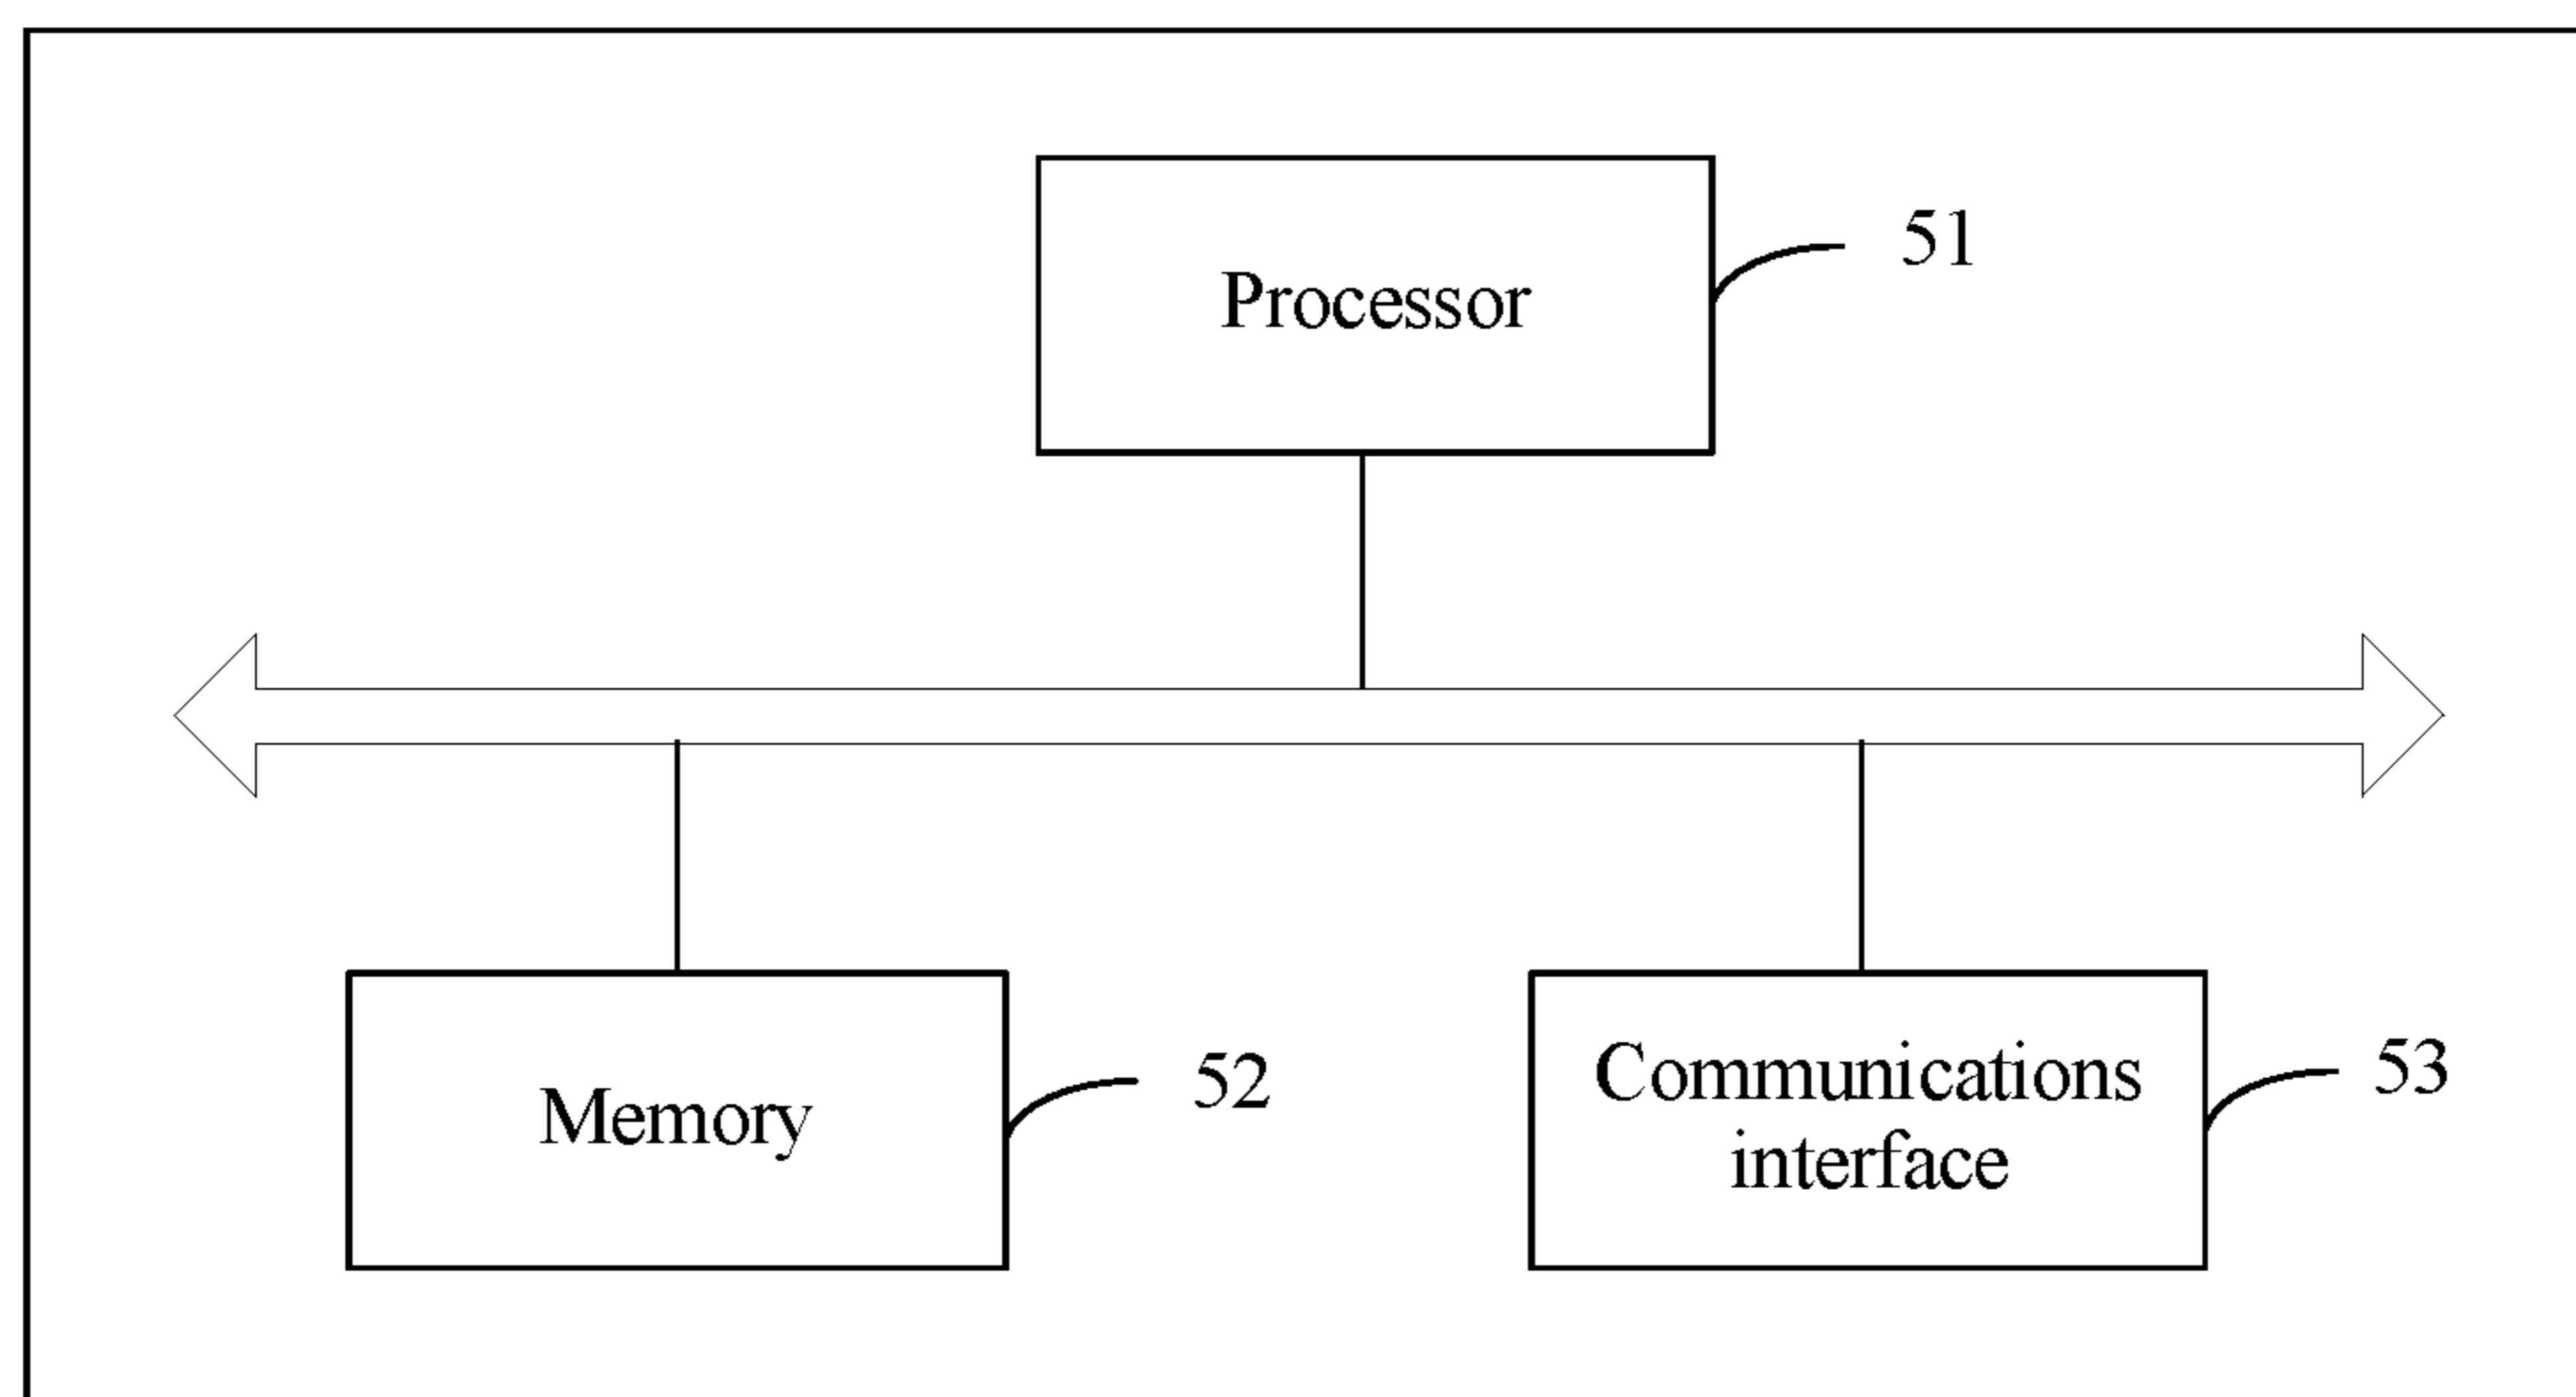 Processor
51
Memory
52
Communications
interface
53